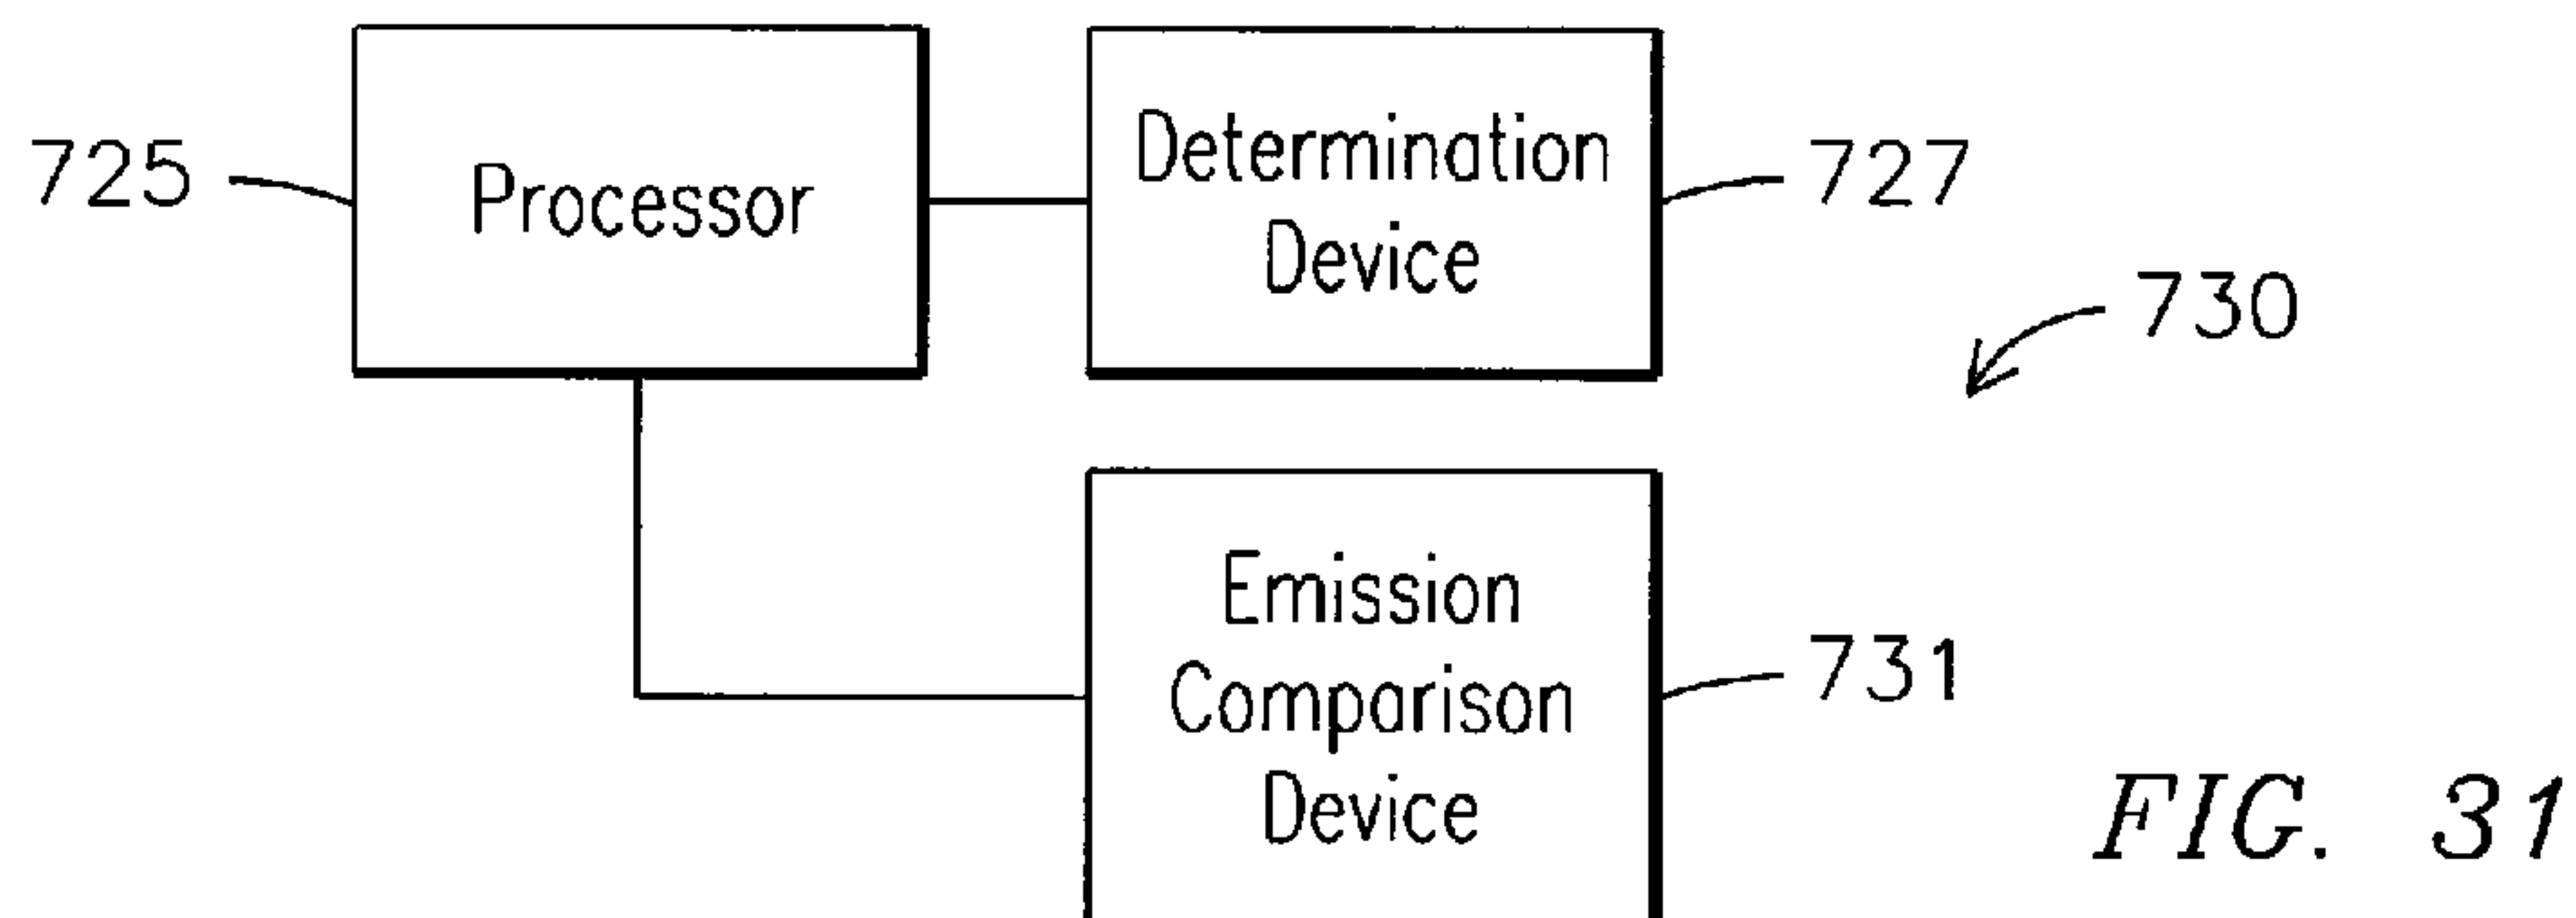 725
Processor
Determination
Device
727
730
Emission
Comparison
Device
731
FIG. 31